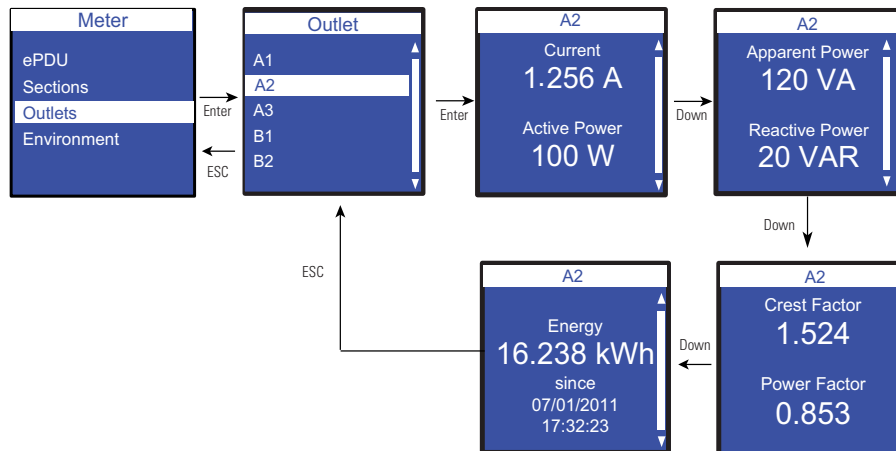 Meter
ePDU
Sections
Outlets
Environment
Enter
ESC
Outlet
A1
A2
A3
B1
B2
Enter
A2
Current
1.256 A
Active Power
100 W
Down
A2
Apparent Power
120 VA
Reactive Power
20 VAR
Down
A2
Crest Factor
1.524
Power Factor
0.853
Down
A2
Energy
16.238 kWh
since
07/01/2011
17:32:23
ESC